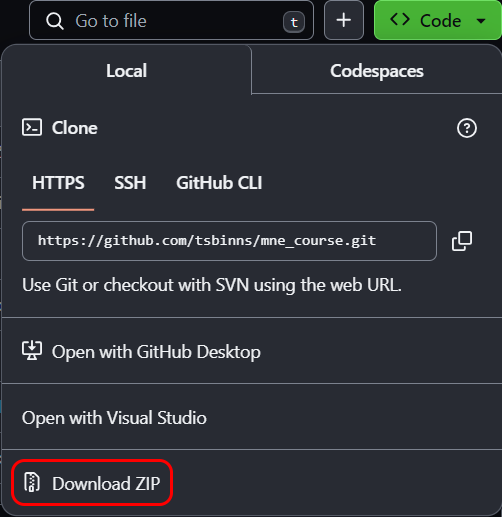 Go to file
t
+
<> Code
Local
Codespaces
Clone
HTTPS
SSH
GitHub CLI
https://github.com/tsbinns/mne_course.git
Use Git or checkout with SVN using the web URL.
Open with GitHub Desktop
Open with Visual Studio
Download ZIP